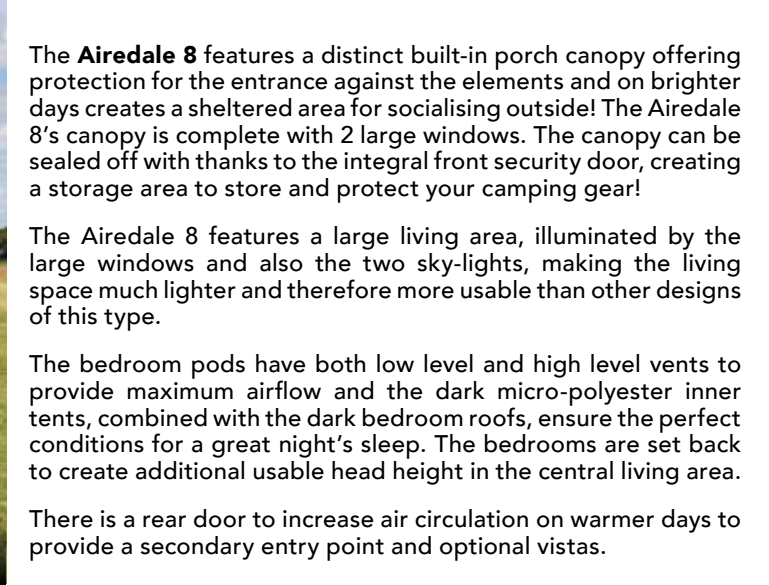 The Airedale 8 features a distinct built-in porch canopy offering
protection for the entrance against the elements and on brighter
days creates a sheltered area for socialising outside! The Airedale
8's canopy is complete with 2 large windows. The canopy can be
sealed off with thanks to the integral front security door, creating
a storage area to store and protect your camping gear!
The Airedale 8 features a large living area, illuminated by the
large windows and also the two sky-lights, making the living
space much lighter and therefore more usable than other designs
of this type.
The bedroom pods have both low level and high level vents to
provide maximum airflow and the dark micro-polyester inner
tents, combined with the dark bedroom roofs, ensure the perfect
conditions for a great night's sleep. The bedrooms are set back
to create additional usable head height in the central living area.
There is a rear door to increase air circulation on warmer days to
provide a secondary entry point and optional vistas.